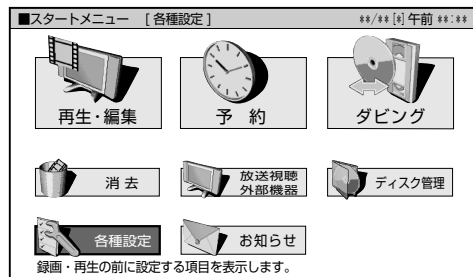 ■スタートメニュー [各種設定] **/**[*]午前**:**
再生・編集
予 約
ダビング
消 去
放送視聴
外部機器
ディスク管理
各種設定
お知らせ
録画・再生の前に設定する項目を表示します。